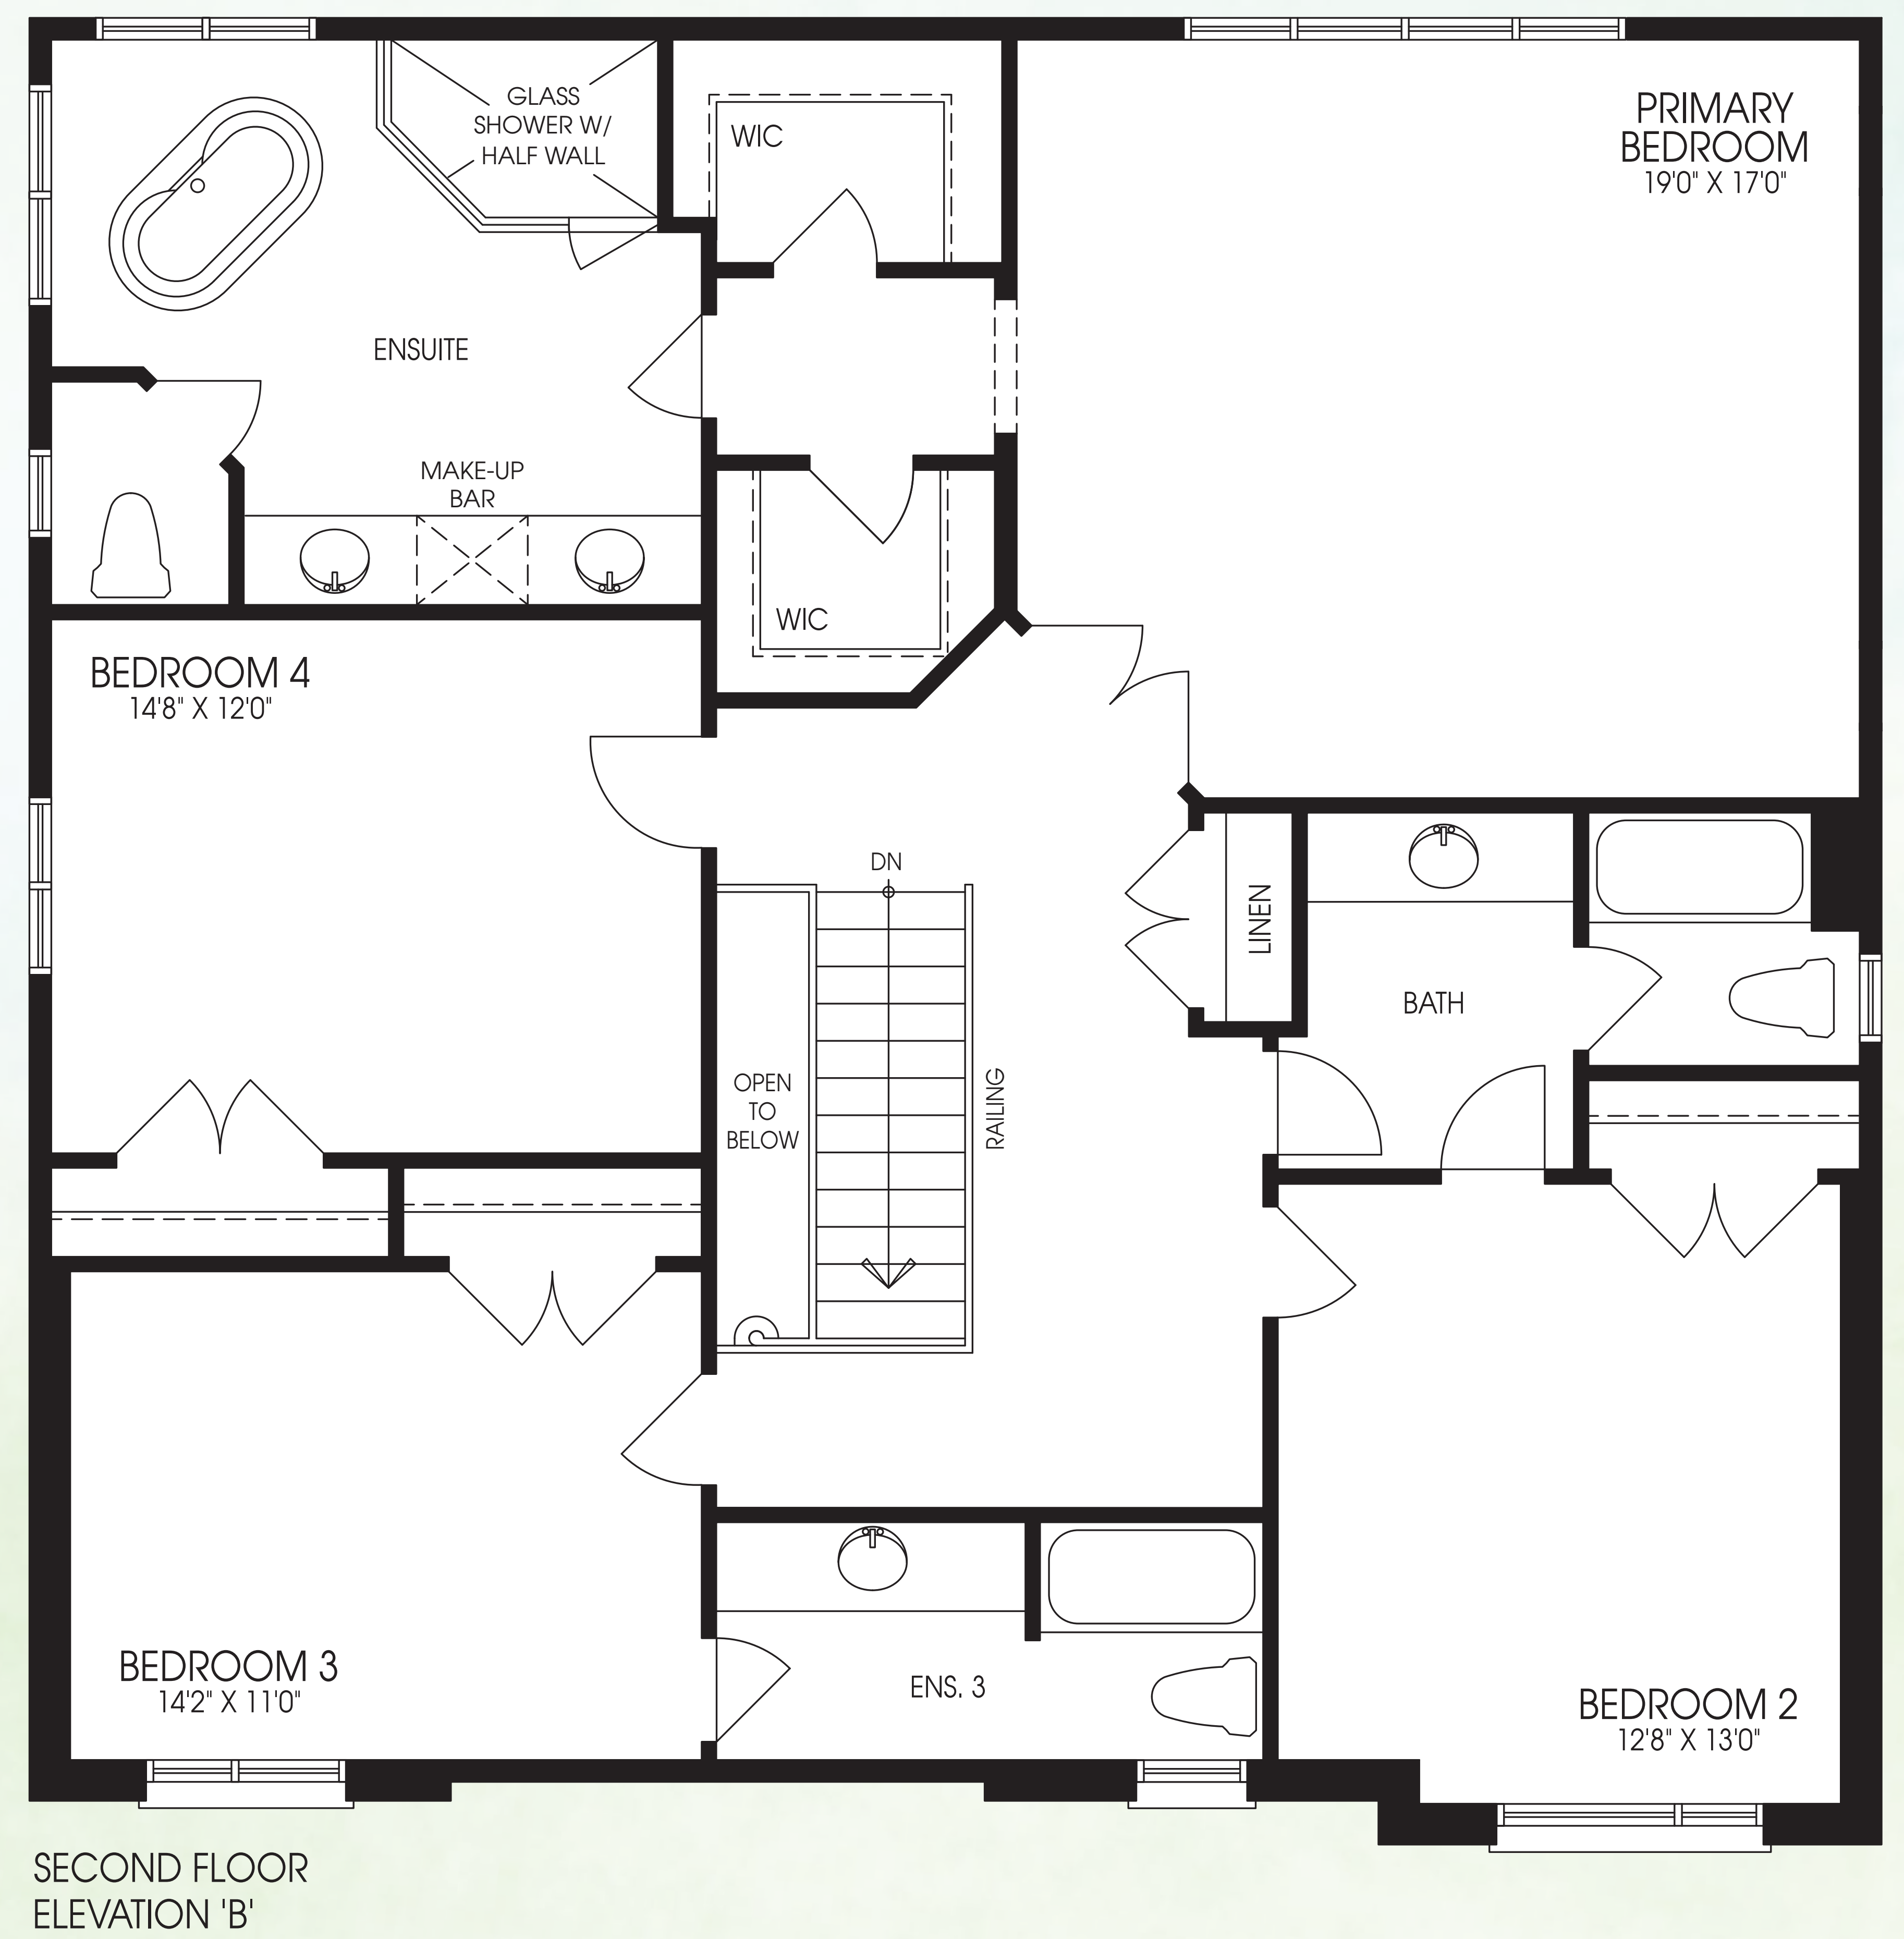 GLASS
SHOWER W/
HALF WALL
WIC
PRIMARY
BEDROOM
19'0" X 17'0"
ENSUITE
MAKE-UP
BAR
WIC
BEDROOM 4
14'8" X 12'0"
DN
LINEN
BATH
OPEN
TO
BELOW
RAILING
BEDROOM 3
14'2" X 11'0"
ENS. 3
BEDROOM 2
12'8" X 13'0"
SECOND FLOOR
ELEVATION 'B'